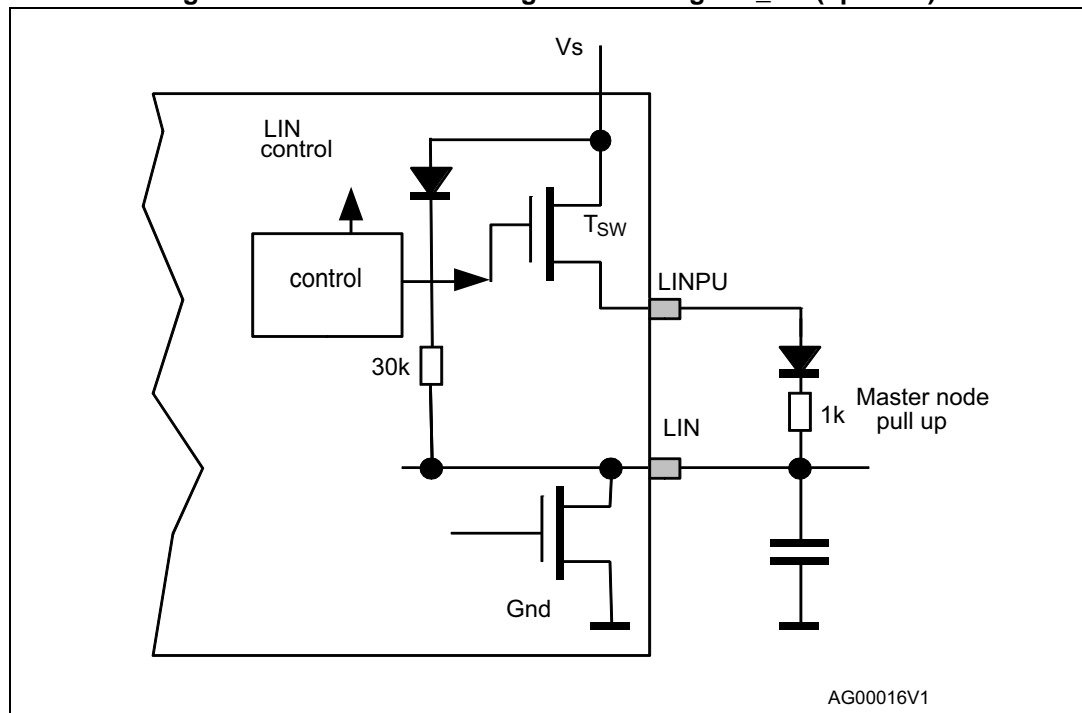 Vs
LIN
control
control
T_SW
LINPU
30k
1k
Master node
pull up
LIN
Gnd
AG00016V1